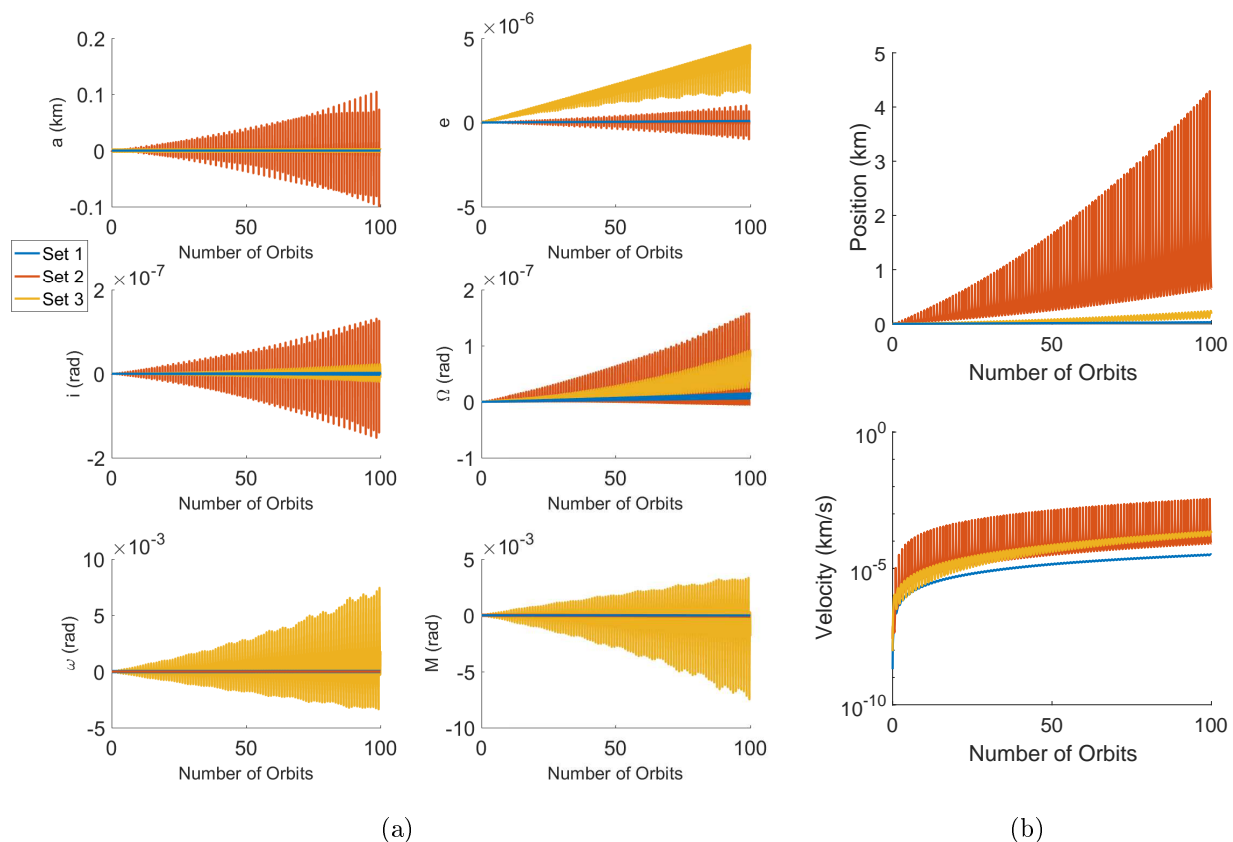 a (km)
0.2
0.1
0
-0.1
0
50
100
Number of Orbits
×10^-6
e
5
0
-5
0
50
100
Number of Orbits
Set 1
Set 2
Set 3
×10^-7
i (rad)
2
0
-2
0
50
100
Number of Orbits
×10^-7
Ω (rad)
2
1
0
-1
0
50
100
Number of Orbits
×10^-3
ω (rad)
10
5
0
-5
0
50
100
Number of Orbits
×10^-3
M (rad)
5
0
-5
-10
0
50
100
Number of Orbits
(a)
Position (km)
5
4
3
2
1
0
0
50
100
Number of Orbits
Velocity (km/s)
10^0
10^-5
10^-10
0
50
100
Number of Orbits
(b)